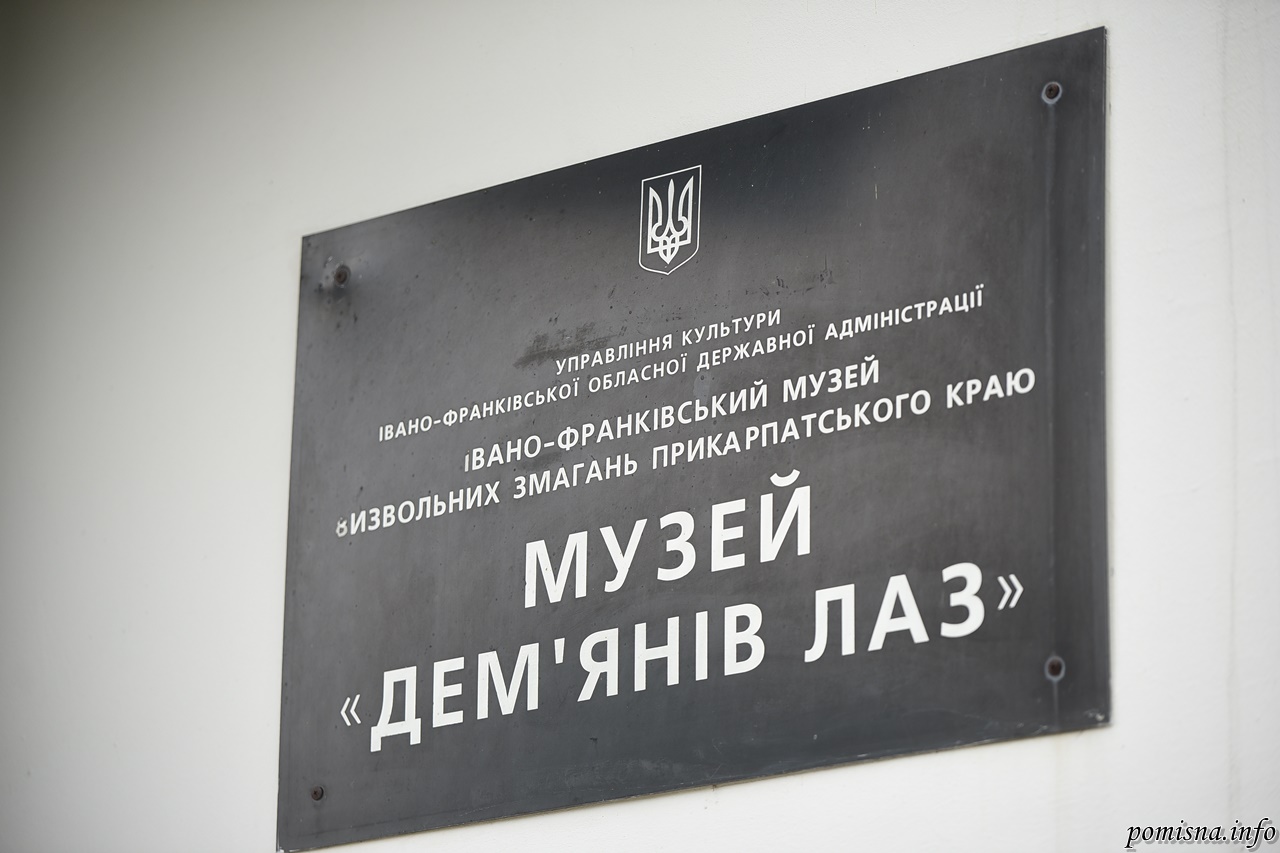 УПРАВЛІННЯ КУЛЬТУРИ
ІВАНО-ФРАНКІВСЬКОЇ ОБЛАСНОЇ ДЕРЖАВНОЇ АДМІНІСТРАЦІЇ
ІВАНО-ФРАНКІВСЬКИЙ МУЗЕЙ
ВИЗВОЛЬНИХ ЗМАГАНЬ ПРИКАРПАТСЬКОГО КРАЮ
МУЗЕЙ
«ДЕМ'ЯНІВ ЛАЗ»
pomisna.info